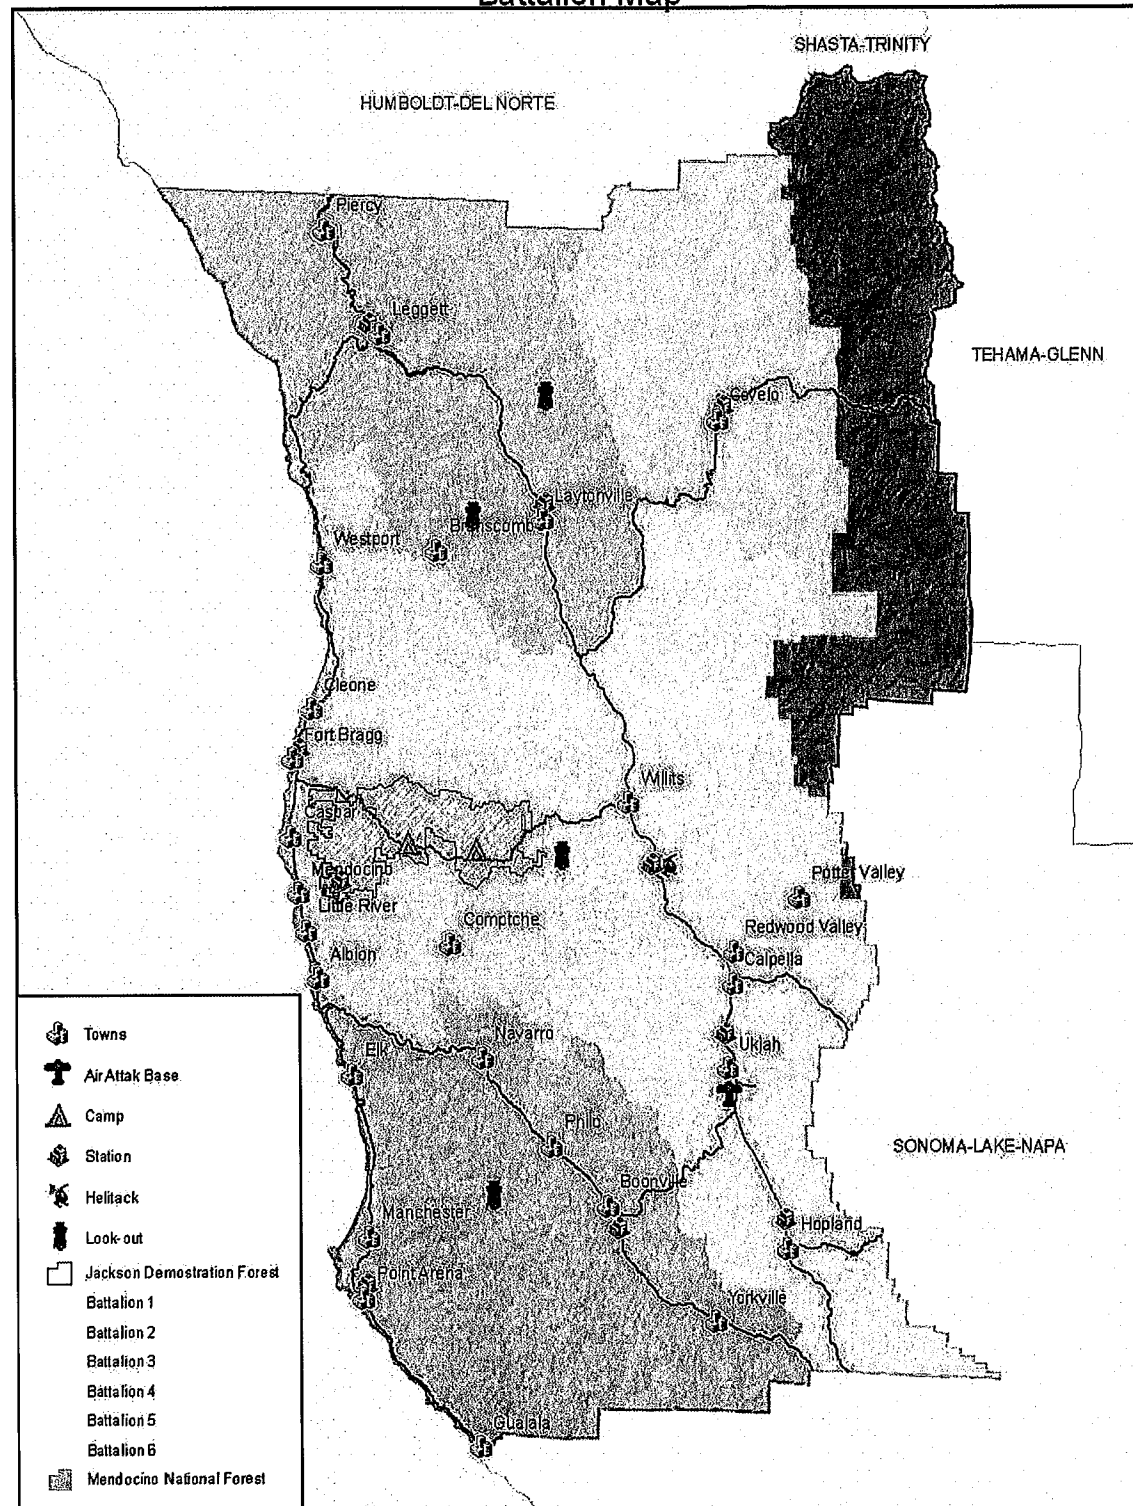 Battalion Map
SHASTA-TRINITY
HUMBOLDT-DEL NORTE
Piercy
Leggett
TEHAMA-GLENN
Covelo
Laytonville
Branscomb
Westport
Cleone
Fort Bragg
Willits
Caspar
Mendocino
Potter Valley
Little River
Comptche
Redwood Valley
Calpella
Albion
Navarro
Ukiah
Elk
Philo
SONOMA-LAKE-NAPA
Boonville
Manchester
Hopland
Point Arena
Yorkville
Gualala
Towns
Air Attak Base
Camp
Station
Helitack
Look-out
Jackson Demostration Forest
Battalion 1
Battalion 2
Battalion 3
Battalion 4
Battalion 5
Battalion 6
Mendocino National Forest